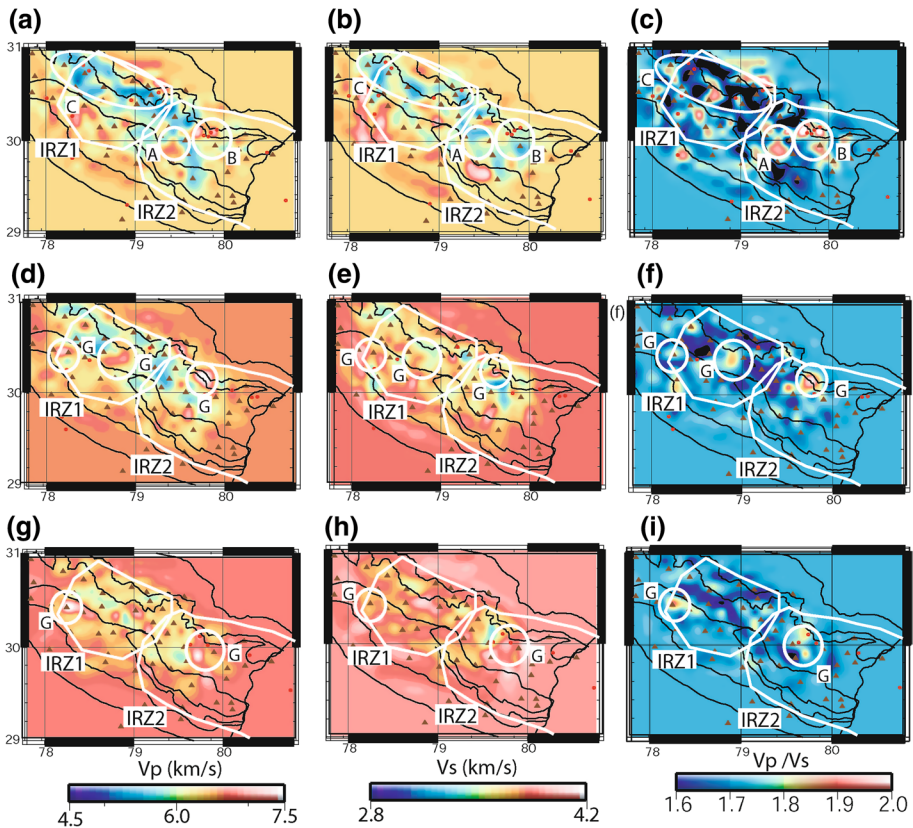 (a) (b) (c)
31
C C C
IRZ1 IRZ1 IRZ1
30
A B A B A B
IRZ2 IRZ2 IRZ2
29
78 79 80 78 79 80 78 79 80
(d) (e) (f)
31
(f)
G G G G G G G G G
30
IRZ1 IRZ1 IRZ1
IRZ2 IRZ2 IRZ2
29
78 79 80 78 79 80 78 79 80
(g) (h) (i)
31
G G G
30
IRZ1 G IRZ1 G IRZ1 G
IRZ2 IRZ2 IRZ2
29
78 79 80 78 79 80 78 79 80
Vp (km/s) Vs (km/s) Vp /Vs
4.5 6.0 7.5 2.8 4.2 1.6 1.7 1.8 1.9 2.0